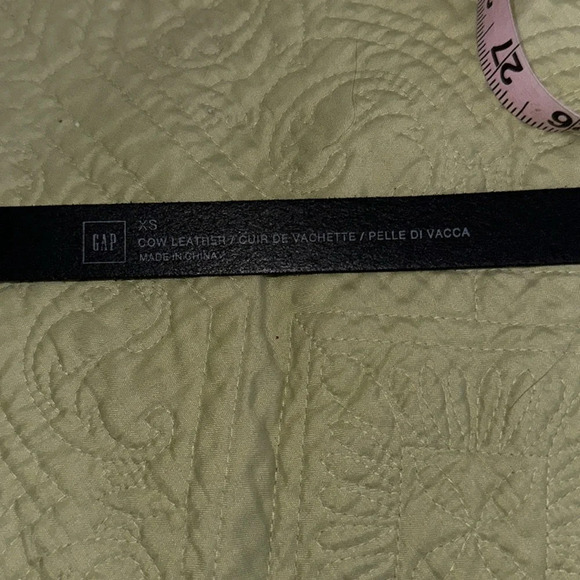 GAP
XS
COW LEATHER / CUIR DE VACHETTE / PELLE DI VACCA
MADE IN CHINA
27